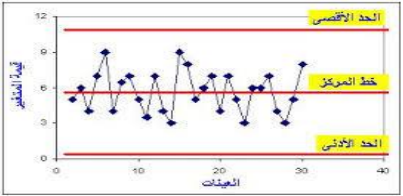 الحد الأقصى
خط المركز
الحد الأدنى
قيمة المتغير
12
9
6
3
0
0
10
20
30
40
العينات